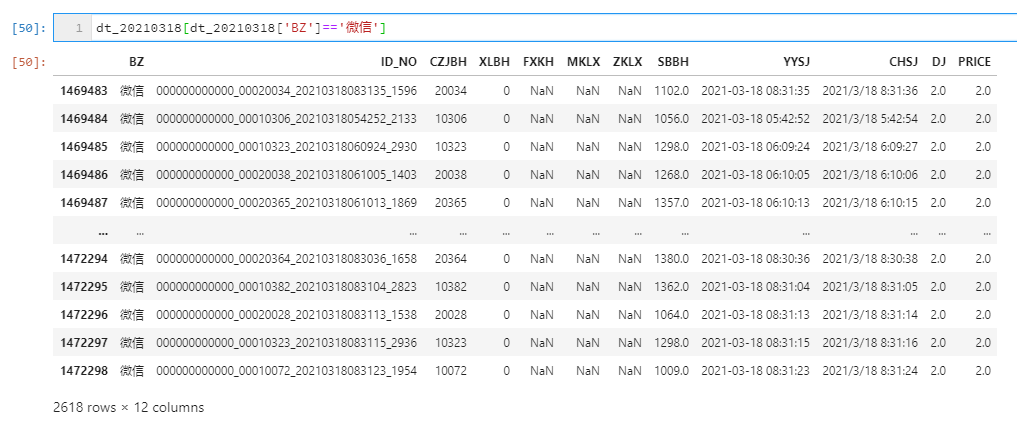 [50]: 1 dt_20210318[dt_20210318['BZ']=='微信']
[50]: BZ ID_NO CZJBH XLBH FXKH MKLX ZKLX SBBH YYSJ CHSJ DJ PRICE
1469483 微信 000000000000_00020034_20210318083135_1596 20034 0 NaN NaN NaN 1102.0 2021-03-18 08:31:35 2021/3/18 8:31:36 2.0 2.0
1469484 微信 000000000000_00010306_20210318054252_2133 10306 0 NaN NaN NaN 1056.0 2021-03-18 05:42:52 2021/3/18 5:42:54 2.0 2.0
1469485 微信 000000000000_00010323_20210318060924_2930 10323 0 NaN NaN NaN 1298.0 2021-03-18 06:09:24 2021/3/18 6:09:27 2.0 2.0
1469486 微信 000000000000_00020038_20210318061005_1403 20038 0 NaN NaN NaN 1268.0 2021-03-18 06:10:05 2021/3/18 6:10:06 2.0 2.0
1469487 微信 000000000000_00020365_20210318061013_1869 20365 0 NaN NaN NaN 1357.0 2021-03-18 06:10:13 2021/3/18 6:10:15 2.0 2.0
... ... ... ... ... ... ... ... ... ... ... ... ...
1472294 微信 000000000000_00020364_20210318083036_1658 20364 0 NaN NaN NaN 1380.0 2021-03-18 08:30:36 2021/3/18 8:30:38 2.0 2.0
1472295 微信 000000000000_00010382_20210318083104_2823 10382 0 NaN NaN NaN 1362.0 2021-03-18 08:31:04 2021/3/18 8:31:05 2.0 2.0
1472296 微信 000000000000_00020028_20210318083113_1538 20028 0 NaN NaN NaN 1064.0 2021-03-18 08:31:13 2021/3/18 8:31:14 2.0 2.0
1472297 微信 000000000000_00010323_20210318083115_2936 10323 0 NaN NaN NaN 1298.0 2021-03-18 08:31:15 2021/3/18 8:31:16 2.0 2.0
1472298 微信 000000000000_00010072_20210318083123_1954 10072 0 NaN NaN NaN 1009.0 2021-03-18 08:31:23 2021/3/18 8:31:24 2.0 2.0
2618 rows × 12 columns